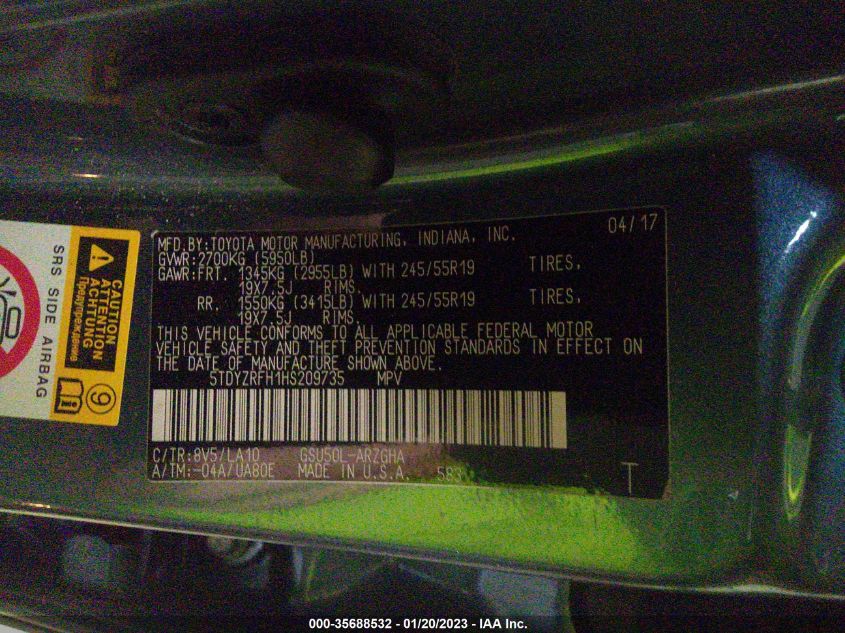 MFD.BY:TOYOTA MOTOR MANUFACTURING, INDIANA, INC. 04/17
GVWR:2700KG (5950LB)
GAWR:FRT. 1345KG (2955LB) WITH 245/55R19 TIRES,
19X7.5J RIMS.
RR. 1550KG (3415LB) WITH 245/55R19 TIRES,
19X7.5J RIMS.
THIS VEHICLE CONFORMS TO ALL APPLICABLE FEDERAL MOTOR
VEHICLE SAFETY AND THEFT PREVENTION STANDARDS IN EFFECT ON
THE DATE OF MANUFACTURE SHOWN ABOVE.
5TDYZRFH1HS209735 MPV
C/TR:8V5/LA10 GSU50L-ARZGHA
A/TM:-04A/UA80E MADE IN U.S.A. 583
T
SRS SIDE AIRBAG
CAUTION
ATTENTION
ACHTUNG
Предупреждение
9
000-35688532 - 01/20/2023 - IAA Inc.